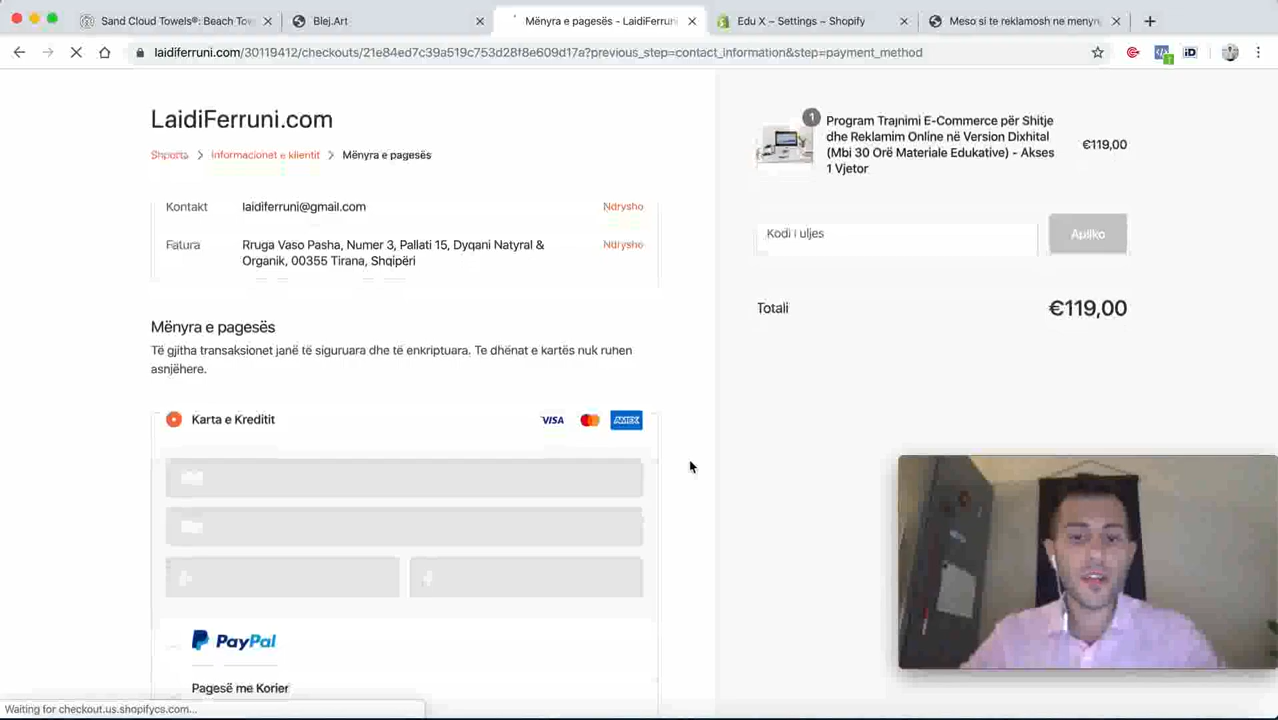 Sand Cloud Towels®: Beach Tow
Blej.Art
Mënyra e pagesës - LaidiFerruni
Edu X – Settings – Shopify
Meso si te reklamosh ne menyr
laidiferruni.com/30119412/checkouts/21e84ed7c39a519c753d28f8e609d17a?previous_step=contact_information&step=payment_method
LaidiFerruni.com
Shporta
Informacionet e klientit
Mënyra e pagesës
Kontakt
laidiferruni@gmail.com
Ndrysho
Fatura
Rruga Vaso Pasha, Numer 3, Pallati 15, Dyqani Natyral &
Organik, 00355 Tirana, Shqipëri
Ndrysho
Mënyra e pagesës
Të gjitha transaksionet janë të siguruara dhe të enkriptuara. Te dhënat e kartës nuk ruhen
asnjëhere.
Karta e Kreditit
VISA
AMEX
PayPal
Pagesë me Korier
Waiting for checkout.us.shopifycs.com...
1
Program Trajnimi E-Commerce për Shitje
dhe Reklamim Online në Version Dixhital
(Mbi 30 Orë Materiale Edukative) - Akses
1 Vjetor
€119,00
Kodi i uljes
Apliko
Totali
€119,00